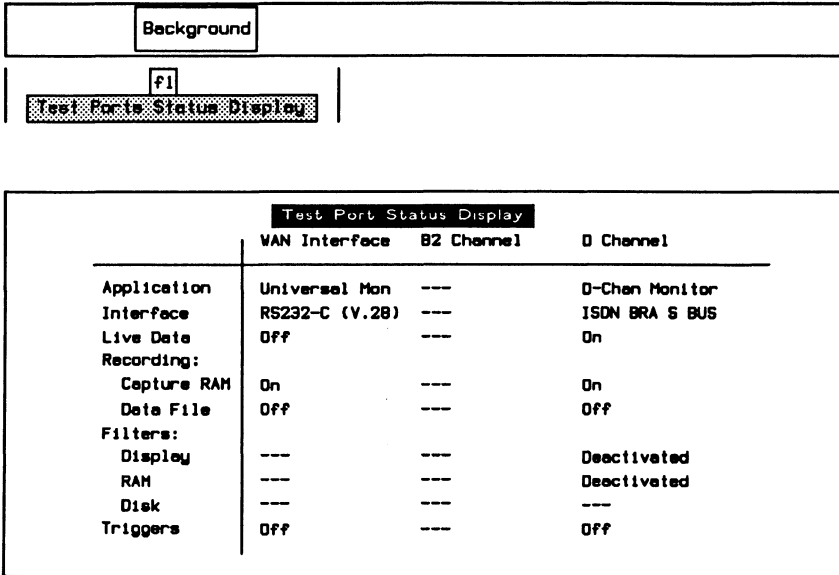 Background
f1
Test Ports Status Display
Test Port Status Display
WAN Interface B2 Channel D Channel
Application Universal Mon --- D-Chan Monitor
Interface RS232-C (V.28) --- ISDN BRA S BUS
Live Data Off --- On
Recording:
Capture RAM On --- On
Data File Off --- Off
Filters:
Display --- --- Deactivated
RAM --- --- Deactivated
Disk --- --- ---
Triggers Off --- Off